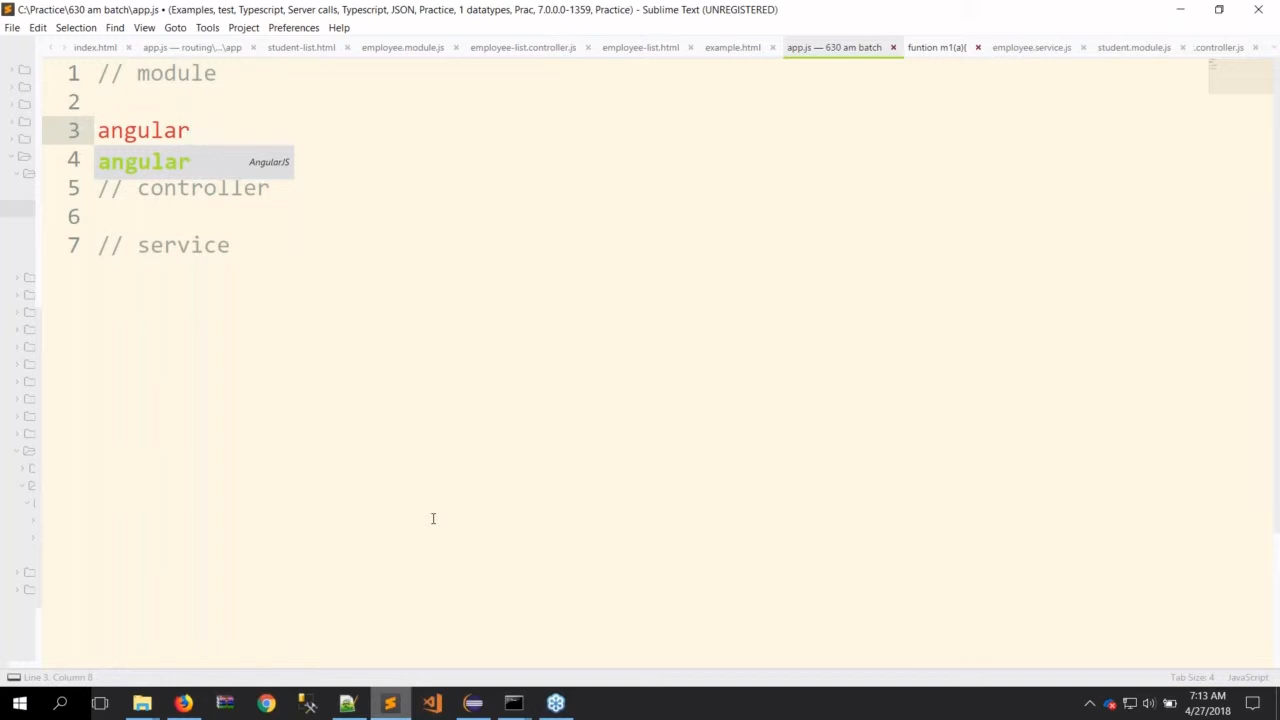 C:\Practice\630 am batch\app.js • (Examples, test, Typescript, Server calls, Typescript, JSON, Practice, 1 datatypes, Prac, 7.0.0.0-1359, Practice) - Sublime Text (UNREGISTERED)
File Edit Selection Find View Goto Tools Project Preferences Help
index.html app.js — routing\...\app student-list.html employee.module.js employee-list.controller.js employee-list.html example.html app.js — 630 am batch funtion m1(a){ employee.service.js student.module.js .controller.js
1 // module
2
3 angular
4 angular AngularJS
5 // controller
6
7 // service
Line 3, Column 8 Tab Size: 4 JavaScript
7:13 AM
4/27/2018